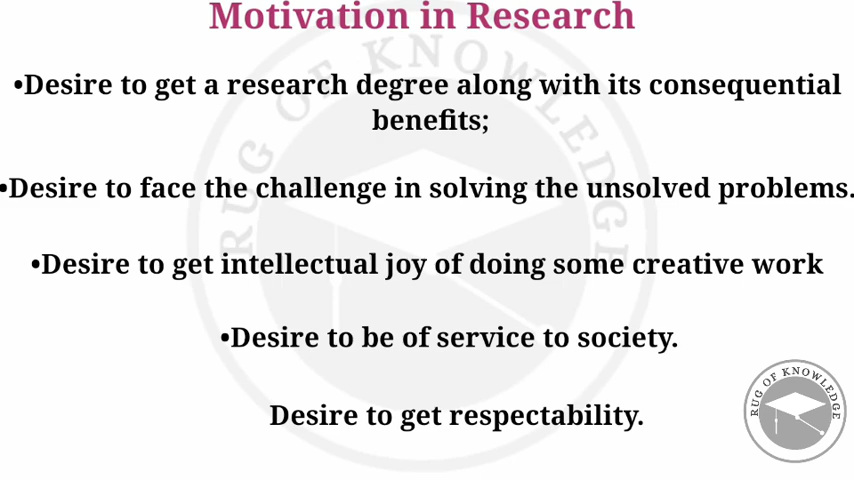 Motivation in Research
•Desire to get a research degree along with its consequential
benefits;
•Desire to face the challenge in solving the unsolved problems.
•Desire to get intellectual joy of doing some creative work
•Desire to be of service to society.
Desire to get respectability.
RUG OF KNOWLEDGE
RUG OF KNOWLEDGE